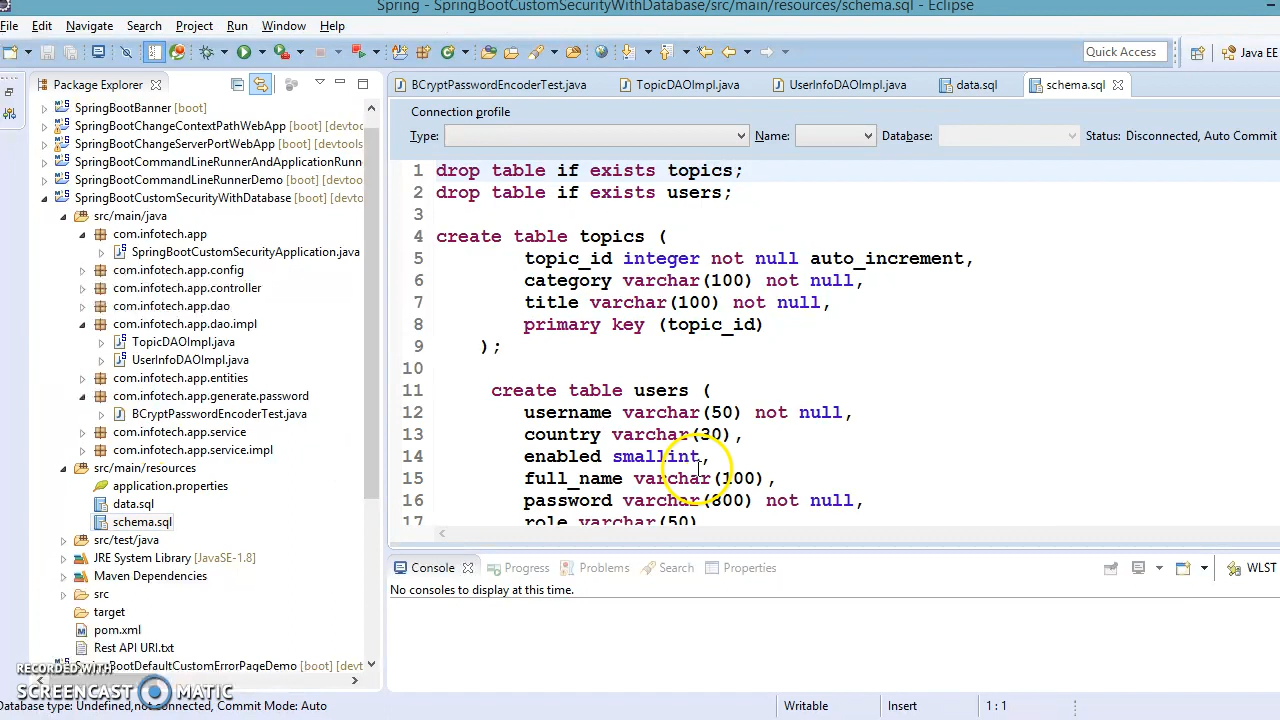 Spring - SpringBootCustomSecurityWithDatabase/src/main/resources/schema.sql - Eclipse
File Edit Navigate Search Project Run Window Help
Quick Access
Java EE
Package Explorer
SpringBootBanner [boot]
SpringBootChangeContextPathWebApp [boot] [devtools
SpringBootChangeServerPortWebApp [boot] [devtools
SpringBootCommandLineRunnerAndApplicationRunn
SpringBootCommandLineRunnerDemo [boot] [devtools
SpringBootCustomSecurityWithDatabase [boot] [devto
src/main/java
com.infotech.app
SpringBootCustomSecurityApplication.java
com.infotech.app.config
com.infotech.app.controller
com.infotech.app.dao
com.infotech.app.dao.impl
TopicDAOImpl.java
UserInfoDAOImpl.java
com.infotech.app.entities
com.infotech.app.generate.password
BCryptPasswordEncoderTest.java
com.infotech.app.service
com.infotech.app.service.impl
src/main/resources
application.properties
data.sql
schema.sql
src/test/java
JRE System Library [JavaSE-1.8]
Maven Dependencies
src
target
pom.xml
Rest API URI.txt
SpringBootDefaultCustomErrorPageDemo [boot] [devt
BCryptPasswordEncoderTest.java TopicDAOImpl.java UserInfoDAOImpl.java data.sql schema.sql
Connection profile
Type: Name: Database: Status: Disconnected, Auto Commit
1 drop table if exists topics;
2 drop table if exists users;
3
4 create table topics (
5 topic_id integer not null auto_increment,
6 category varchar(100) not null,
7 title varchar(100) not null,
8 primary key (topic_id)
9 );
10
11 create table users (
12 username varchar(50) not null,
13 country varchar(30),
14 enabled smallint,
15 full_name varchar(100),
16 password varchar(800) not null,
17 role varchar(50)
Console Progress Problems Search Properties
WLST
No consoles to display at this time.
RECORDED WITH
SCREENCAST MATIC
Database type: Undefined,not connected, Commit Mode: Auto
Writable
Insert
1 : 1